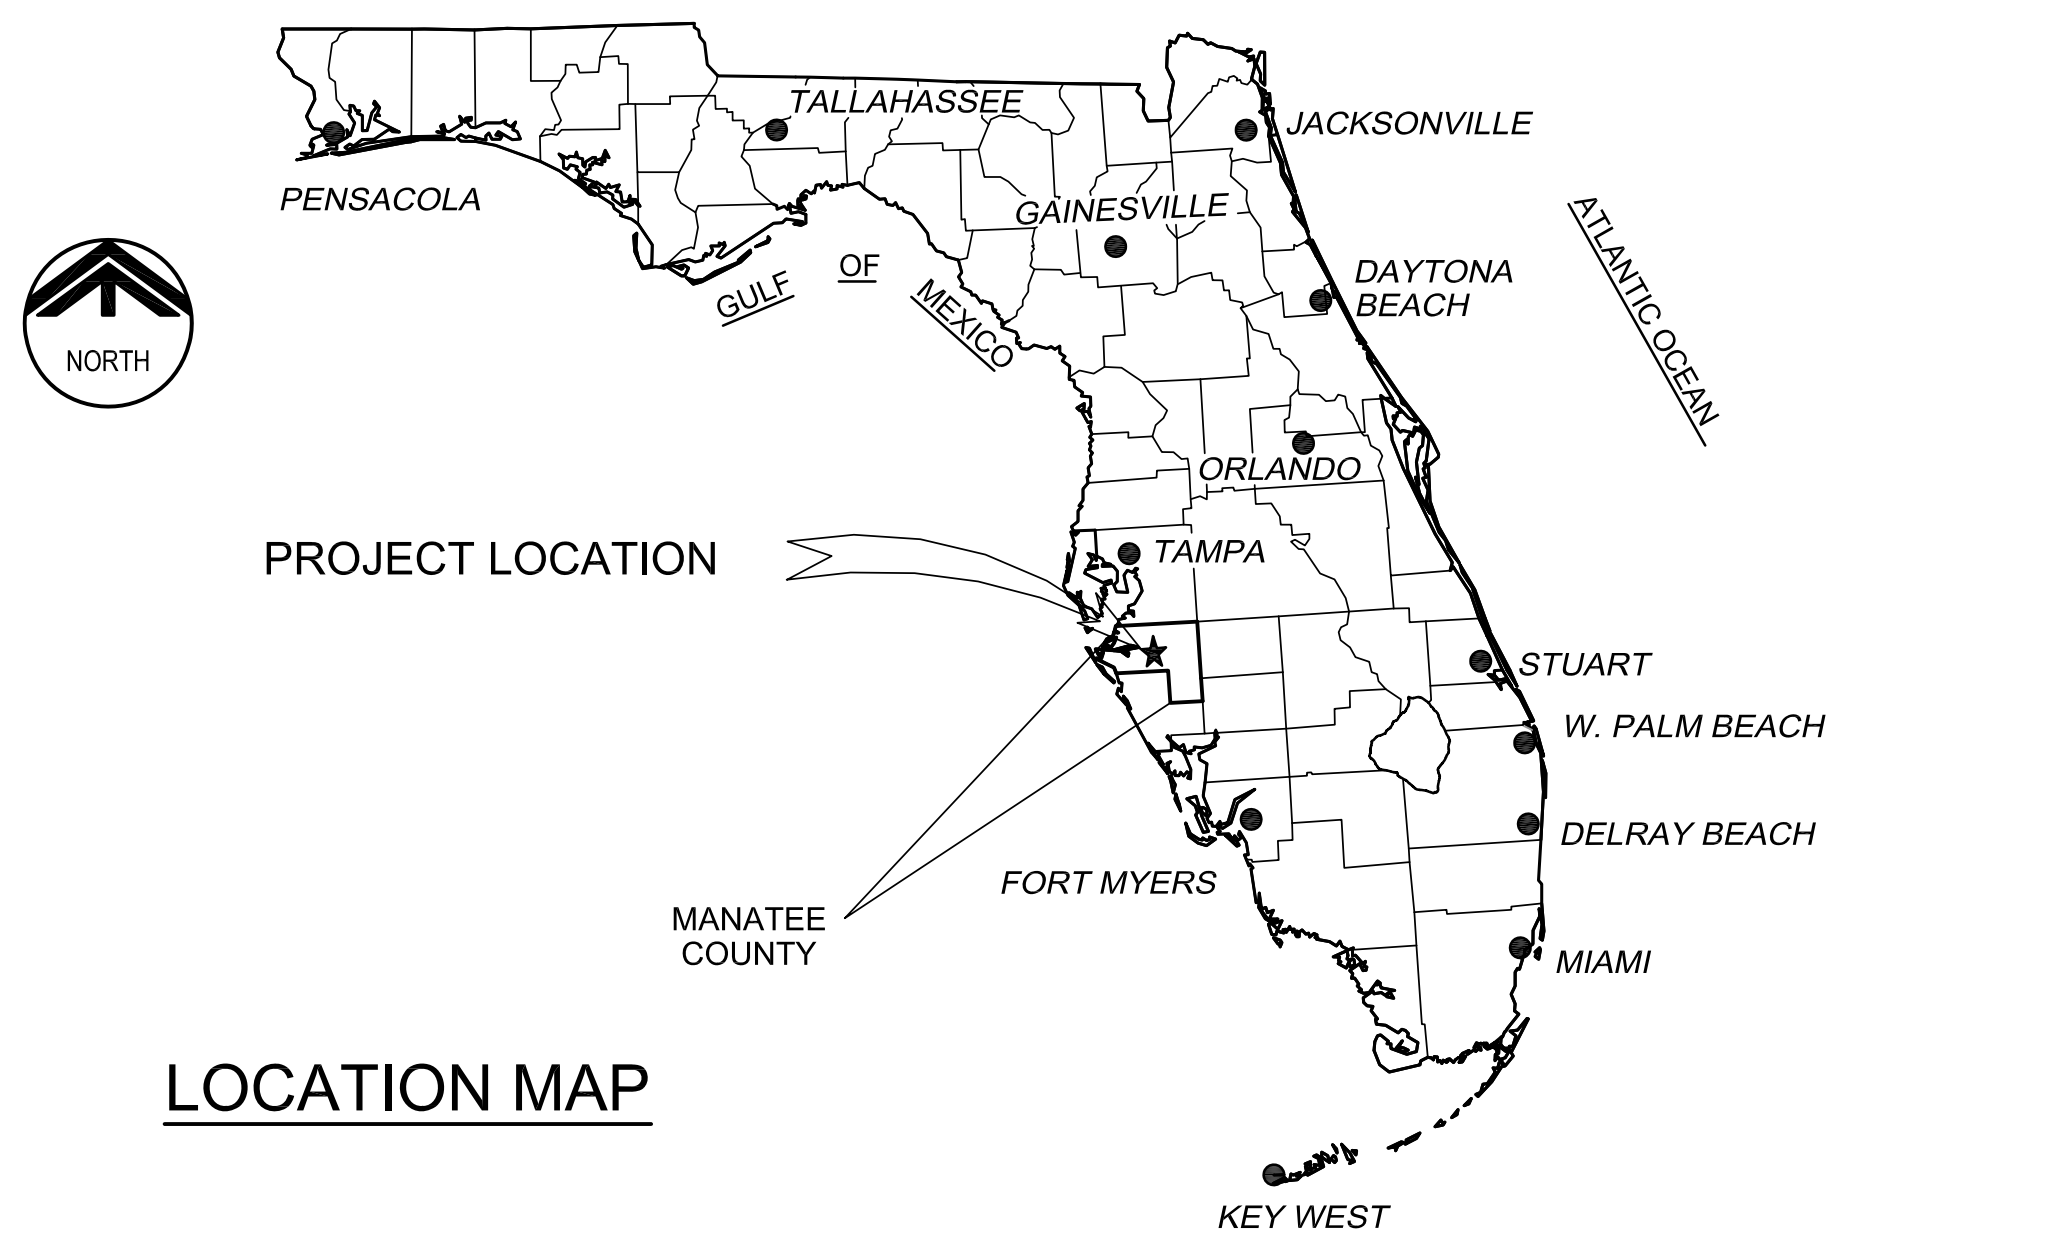 TALLAHASSEE
JACKSONVILLE
PENSACOLA
GAINESVILLE
ATLANTIC OCEAN
GULF OF MEXICO
DAYTONA
BEACH
NORTH
ORLANDO
PROJECT LOCATION
TAMPA
STUART
W. PALM BEACH
DELRAY BEACH
FORT MYERS
MANATEE
COUNTY
MIAMI
LOCATION MAP
KEY WEST